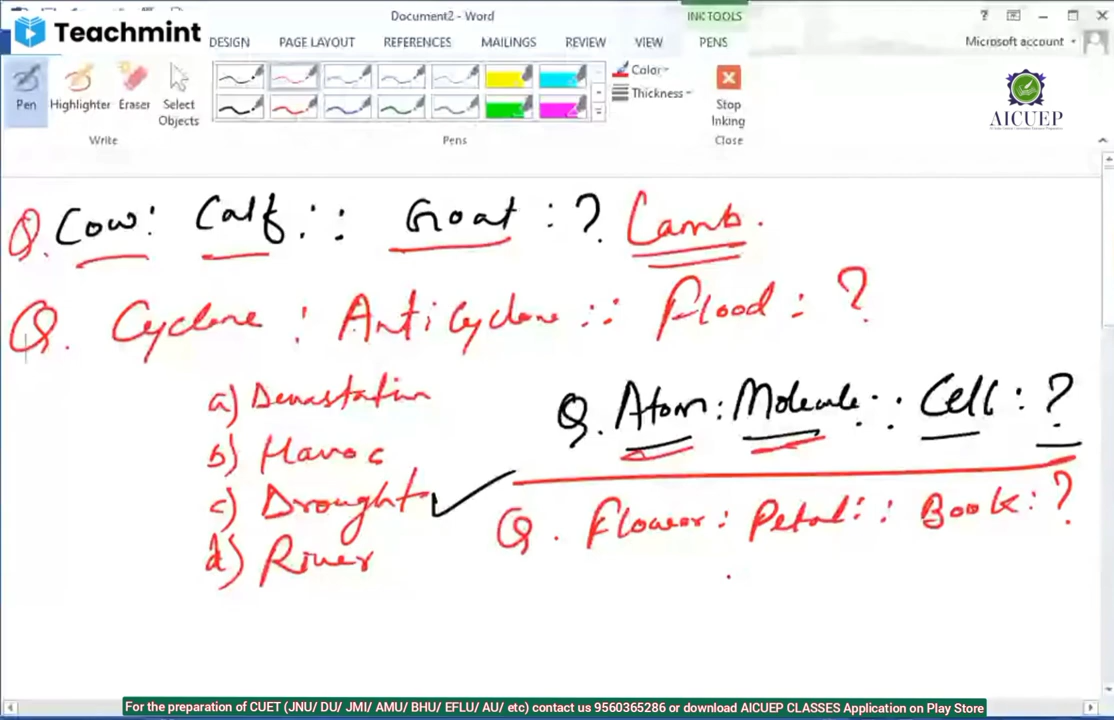 Document2 - Word
INK TOOLS
Teachmint
DESIGN PAGE LAYOUT REFERENCES MAILINGS REVIEW VIEW PENS
Microsoft account
Pen
Highlighter
Eraser
Select Objects
Color
Thickness
Stop Inking
Write
Pens
Close
AICUEP
Q. Cow : Calf :: Goat : ? Lamb.
Q. Cyclone : Anticyclone :: Flood : ?
a) Devastation
b) Havoc
c) Drought
d) River
Q. Atom : Molecule :: Cell : ?
Q. Flower : Petal :: Book : ?
For the preparation of CUET (JNU/ DU/ JMI/ AMU/ BHU/ EFLU/ AU/ etc) contact us 9560365286 or download AICUEP CLASSES Application on Play Store